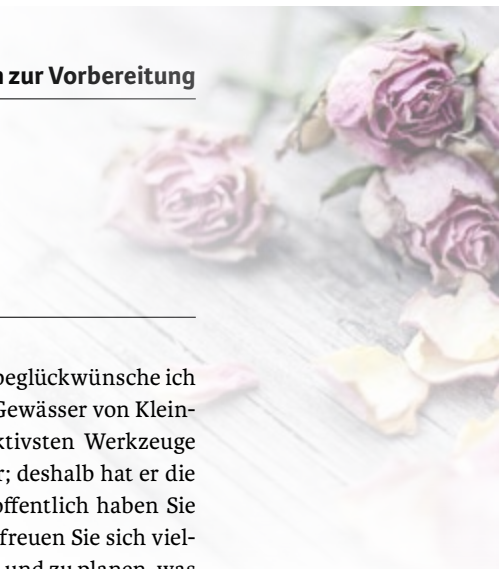 zur Vorbereitung
beglückwünsche ich
Gewässer von Klein-
ktivsten Werkzeuge
r; deshalb hat er die
offentlich haben Sie
freuen Sie sich viel-
und zu planen, was